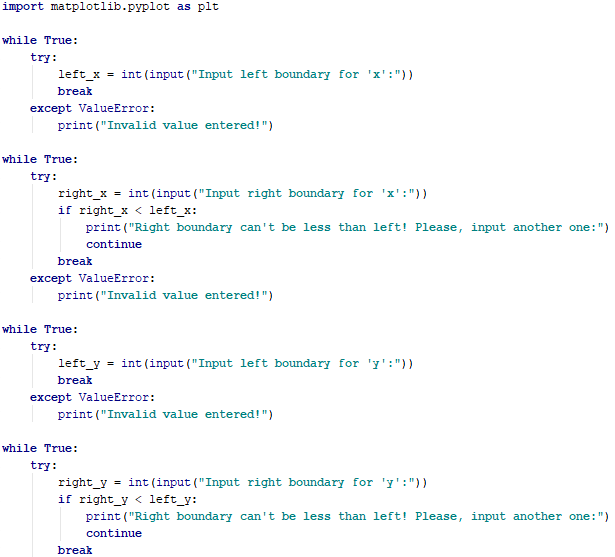 import matplotlib.pyplot as plt

while True:
    try:
        left_x = int(input("Input left boundary for 'x':"))
        break
    except ValueError:
        print("Invalid value entered!")

while True:
    try:
        right_x = int(input("Input right boundary for 'x':"))
        if right_x < left_x:
            print("Right boundary can't be less than left! Please, input another one:")
            continue
        break
    except ValueError:
        print("Invalid value entered!")

while True:
    try:
        left_y = int(input("Input left boundary for 'y':"))
        break
    except ValueError:
        print("Invalid value entered!")

while True:
    try:
        right_y = int(input("Input right boundary for 'y':"))
        if right_y < left_y:
            print("Right boundary can't be less than left! Please, input another one:")
            continue
        break